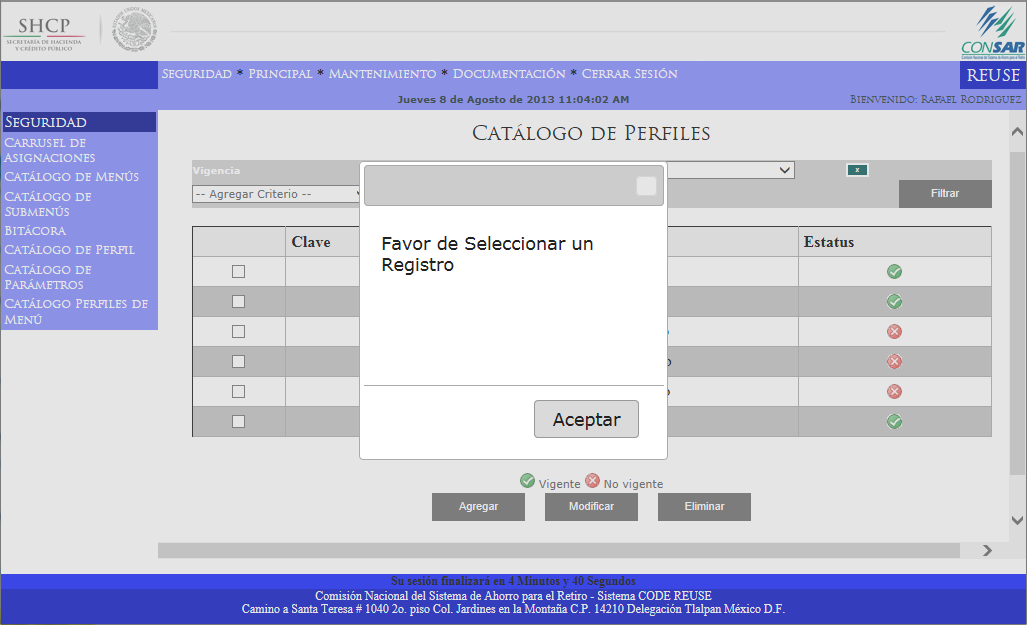 SHCP
SECRETARÍA DE HACIENDA
Y CRÉDITO PÚBLICO
CONSAR
SEGURIDAD * PRINCIPAL * MANTENIMIENTO * DOCUMENTACIÓN * CERRAR SESIÓN
REUSE
Jueves 8 de Agosto de 2013 11:04:02 AM
BIENVENIDO: RAFAEL RODRIGUEZ
SEGURIDAD
CARRUSEL DE
ASIGNACIONES
CATÁLOGO DE MENÚS
CATÁLOGO DE
SUBMENÚS
BITÁCORA
CATÁLOGO DE PERFIL
CATÁLOGO DE
PARÁMETROS
CATÁLOGO PERFILES DE
MENÚ
CATÁLOGO DE PERFILES
Vigencia
x
-- Agregar Criterio --
Filtrar
Clave
Estatus
Favor de Seleccionar un
Registro
Aceptar
Vigente
No vigente
Agregar
Modificar
Eliminar
Su sesión finalizará en 4 Minutos y 40 Segundos
Comisión Nacional del Sistema de Ahorro para el Retiro - Sistema CODE REUSE
Camino a Santa Teresa # 1040 2o. piso Col. Jardines en la Montaña C.P. 14210 Delegación Tlalpan México D.F.